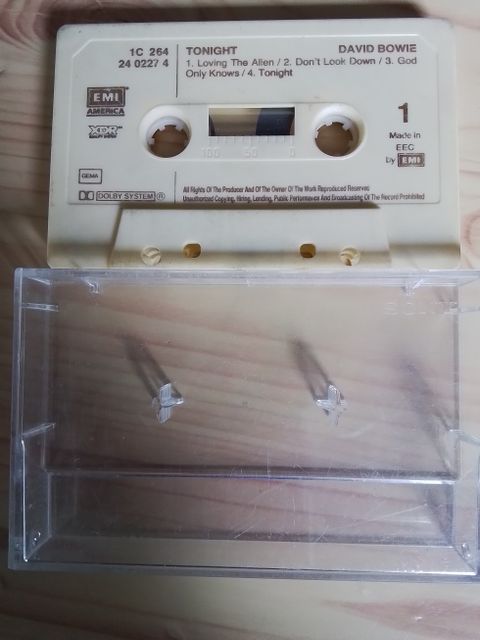 1C 264
24 0227 4
TONIGHT DAVID BOWIE
1. Loving The Alien / 2. Don't Look Down / 3. God
Only Knows / 4. Tonight
EMI
AMERICA
XDR
1
Made in
EEC
by EMI
100 50 0
GEMA
DOLBY SYSTEM ®
All Rights Of The Producer And Of The Owner Of The Work Reproduced Reserved
Unauthorized Copying, Hiring, Lending, Public Performance And Broadcasting Of The Record Prohibited